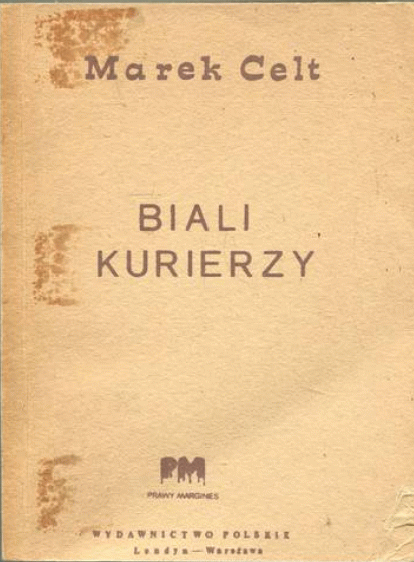 Marek Celt
BIALI
KURIERZY
PM
PRAWY MARGINES
WYDAWNICTWO POLSKIE
Londyn — Warszawa